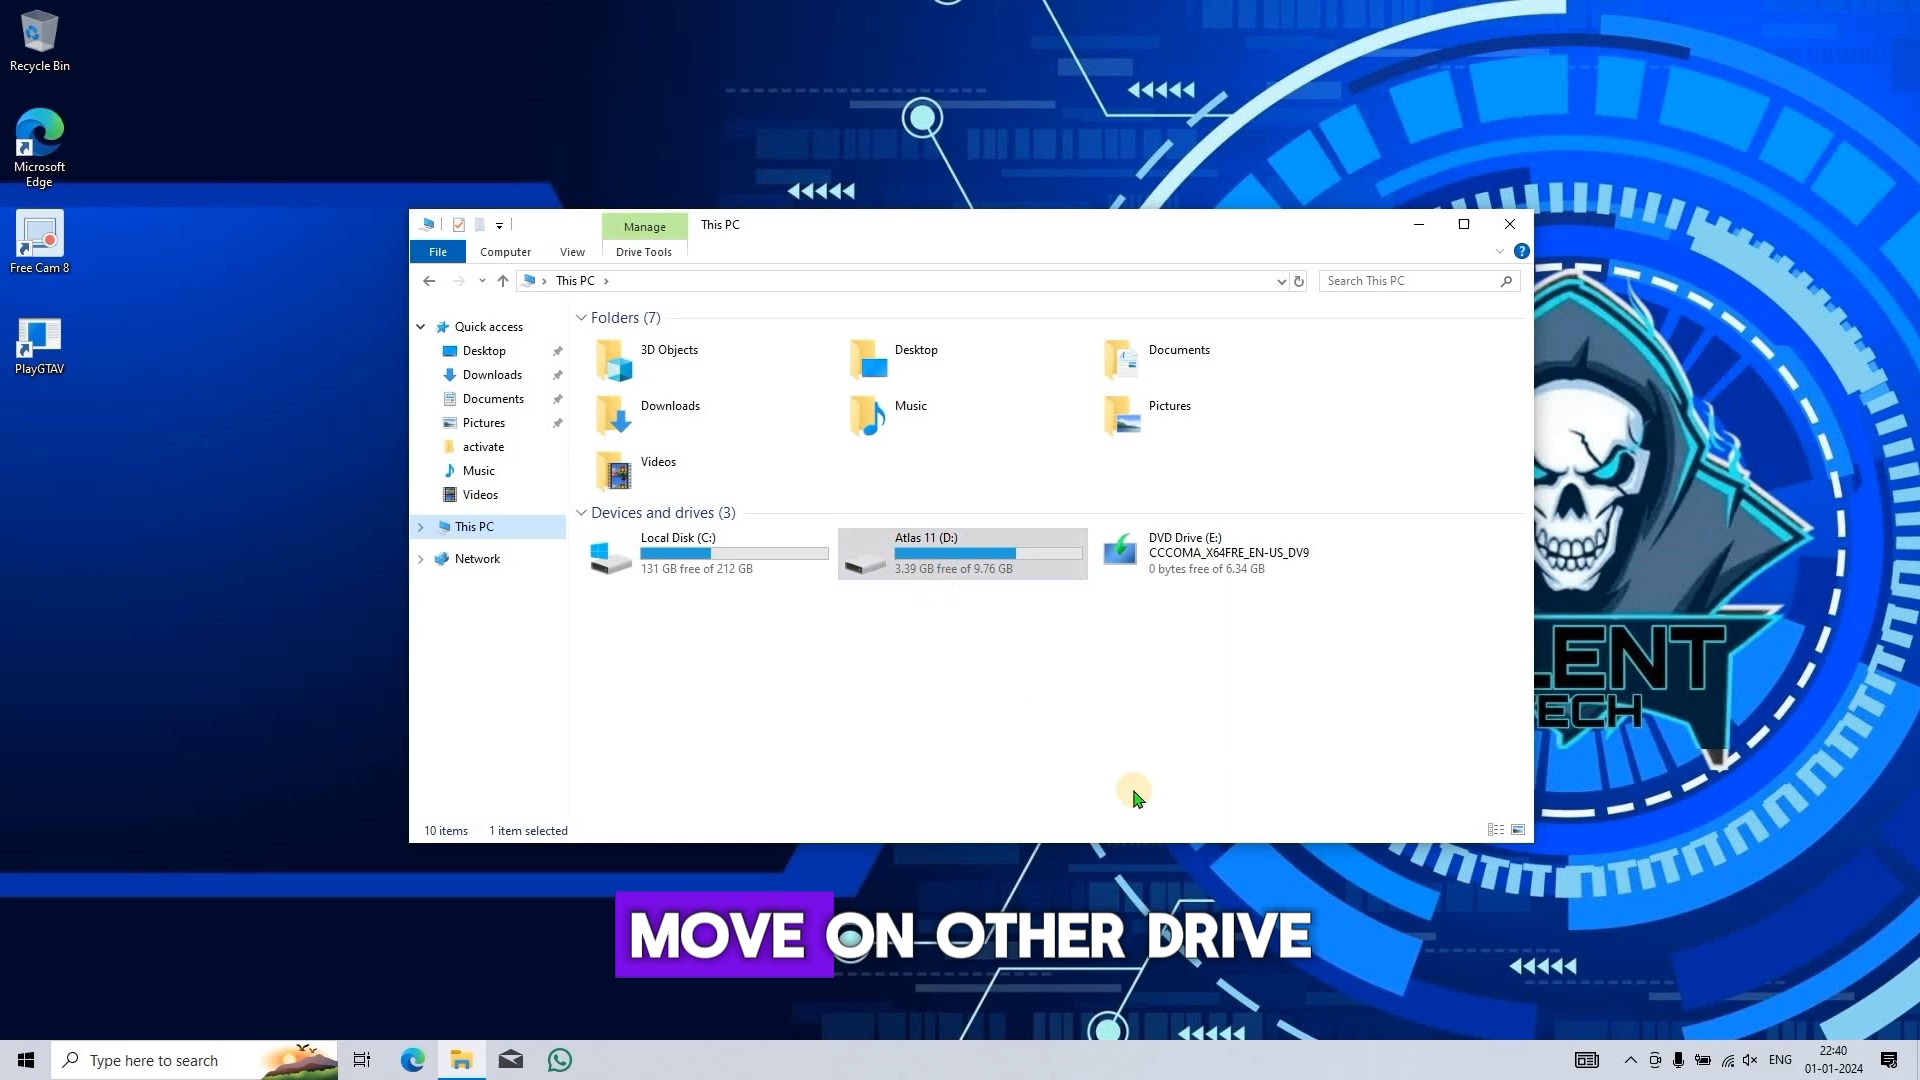 Recycle Bin
Microsoft
Edge
Free Cam 8
PlayGTAV
Manage
This PC
File
Computer
View
Drive Tools
This PC
Search This PC
Quick access
Desktop
Downloads
Documents
Pictures
activate
Music
Videos
This PC
Network
Folders (7)
3D Objects
Desktop
Documents
Downloads
Music
Pictures
Videos
Devices and drives (3)
Local Disk (C:)
131 GB free of 212 GB
Atlas 11 (D:)
3.39 GB free of 9.76 GB
DVD Drive (E:)
CCCOMA_X64FRE_EN-US_DV9
0 bytes free of 6.34 GB
10 items
1 item selected
MOVE ON OTHER DRIVE
Type here to search
ENG
22:40
01-01-2024